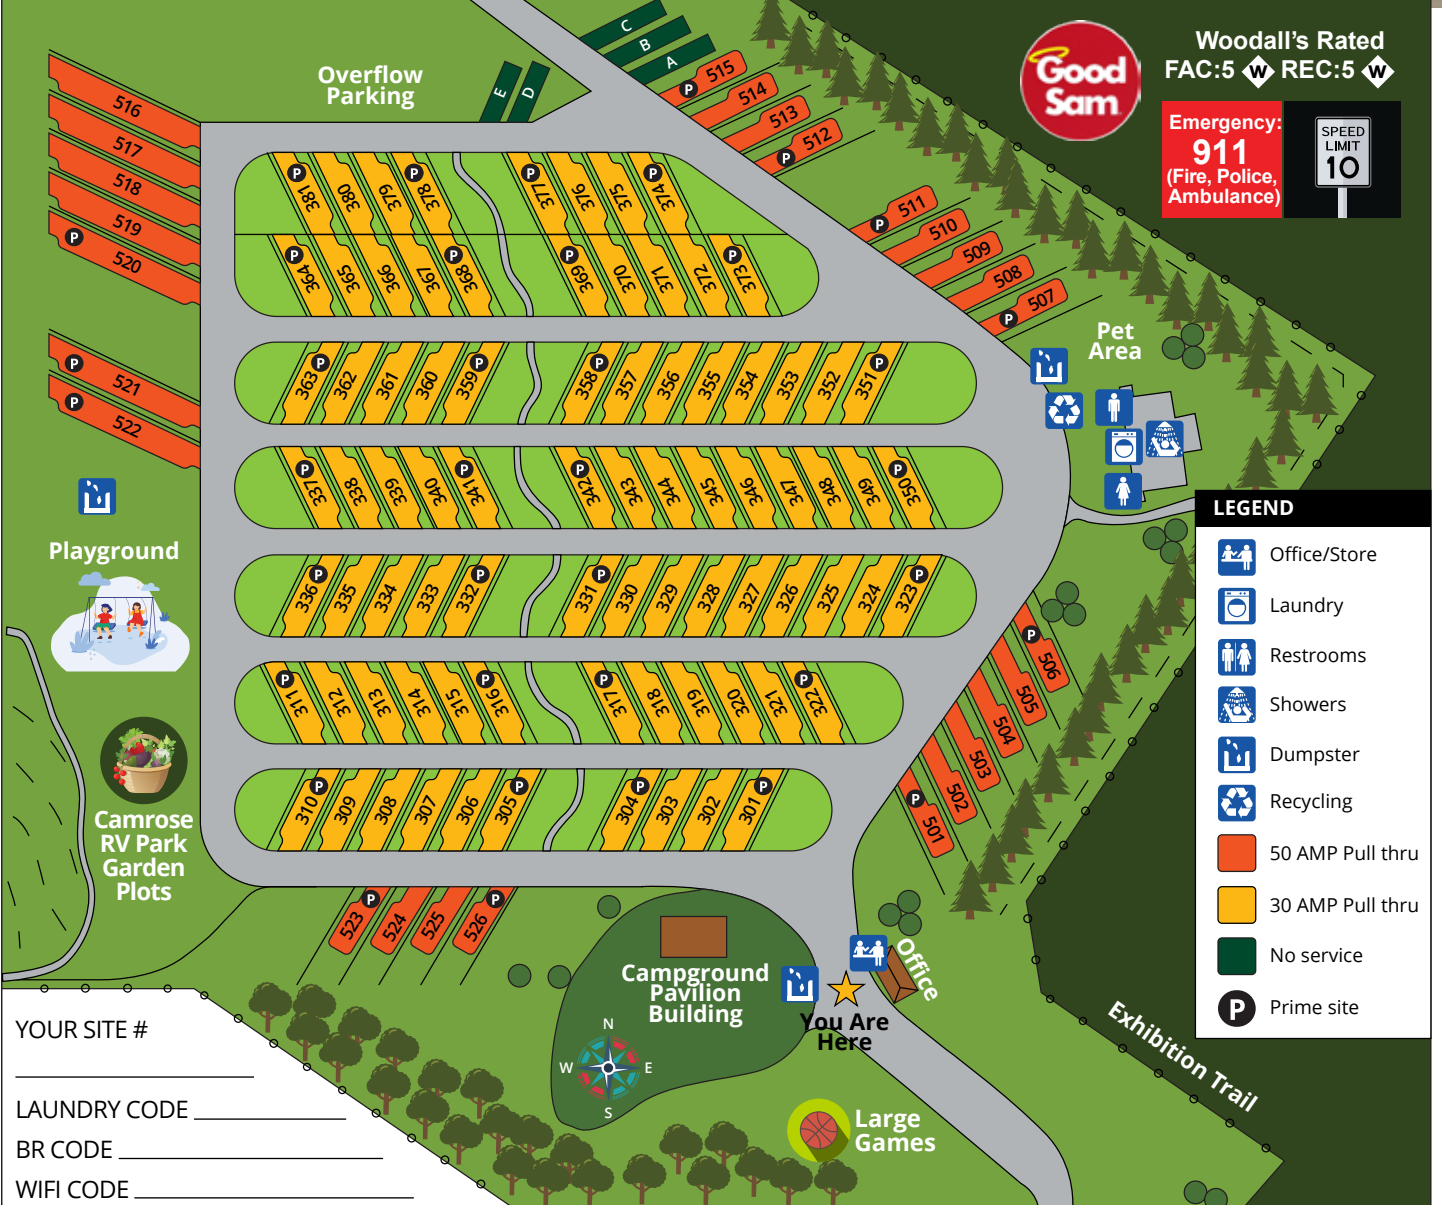 C
B
A
E
D
Overflow
Parking
Good
Sam
Woodall's Rated
FAC:5 W REC:5 W
Emergency:
911
(Fire, Police,
Ambulance)
SPEED
LIMIT
10
P 515
514
513
P 512
516
517
518
519
P 520
P 381
380
379
P 378
P 377
376
375
P 374
P 511
510
509
508
P 507
P 364
365
366
367
P 368
P 369
370
371
372
P 373
Pet
Area
P 521
P 522
363 P
362
361
360
359 P
358 P
357
356
355
354
353
352
351 P
P 337
338
339
340
P 341
P 342
343
344
345
346
347
348
349
P 350
Playground
336 P
335
334
333
332 P
331 P
330
329
328
327
326
325
324
323 P
P 506
505
504
503
502
P 501
P 311
312
313
314
315
P 316
P 317
318
319
320
321
P 322
310 P
309
308
307
306
305 P
304 P
303
302
301 P
Camrose
RV Park
Garden
Plots
523 P
524
525
526 P
LEGEND
Office/Store
Laundry
Restrooms
Showers
Dumpster
Recycling
50 AMP Pull thru
30 AMP Pull thru
No service
P Prime site
Campground
Pavilion
Building
Office
You Are
Here
N
W E
S
Large
Games
Exhibition Trail
YOUR SITE #
LAUNDRY CODE
BR CODE
WIFI CODE